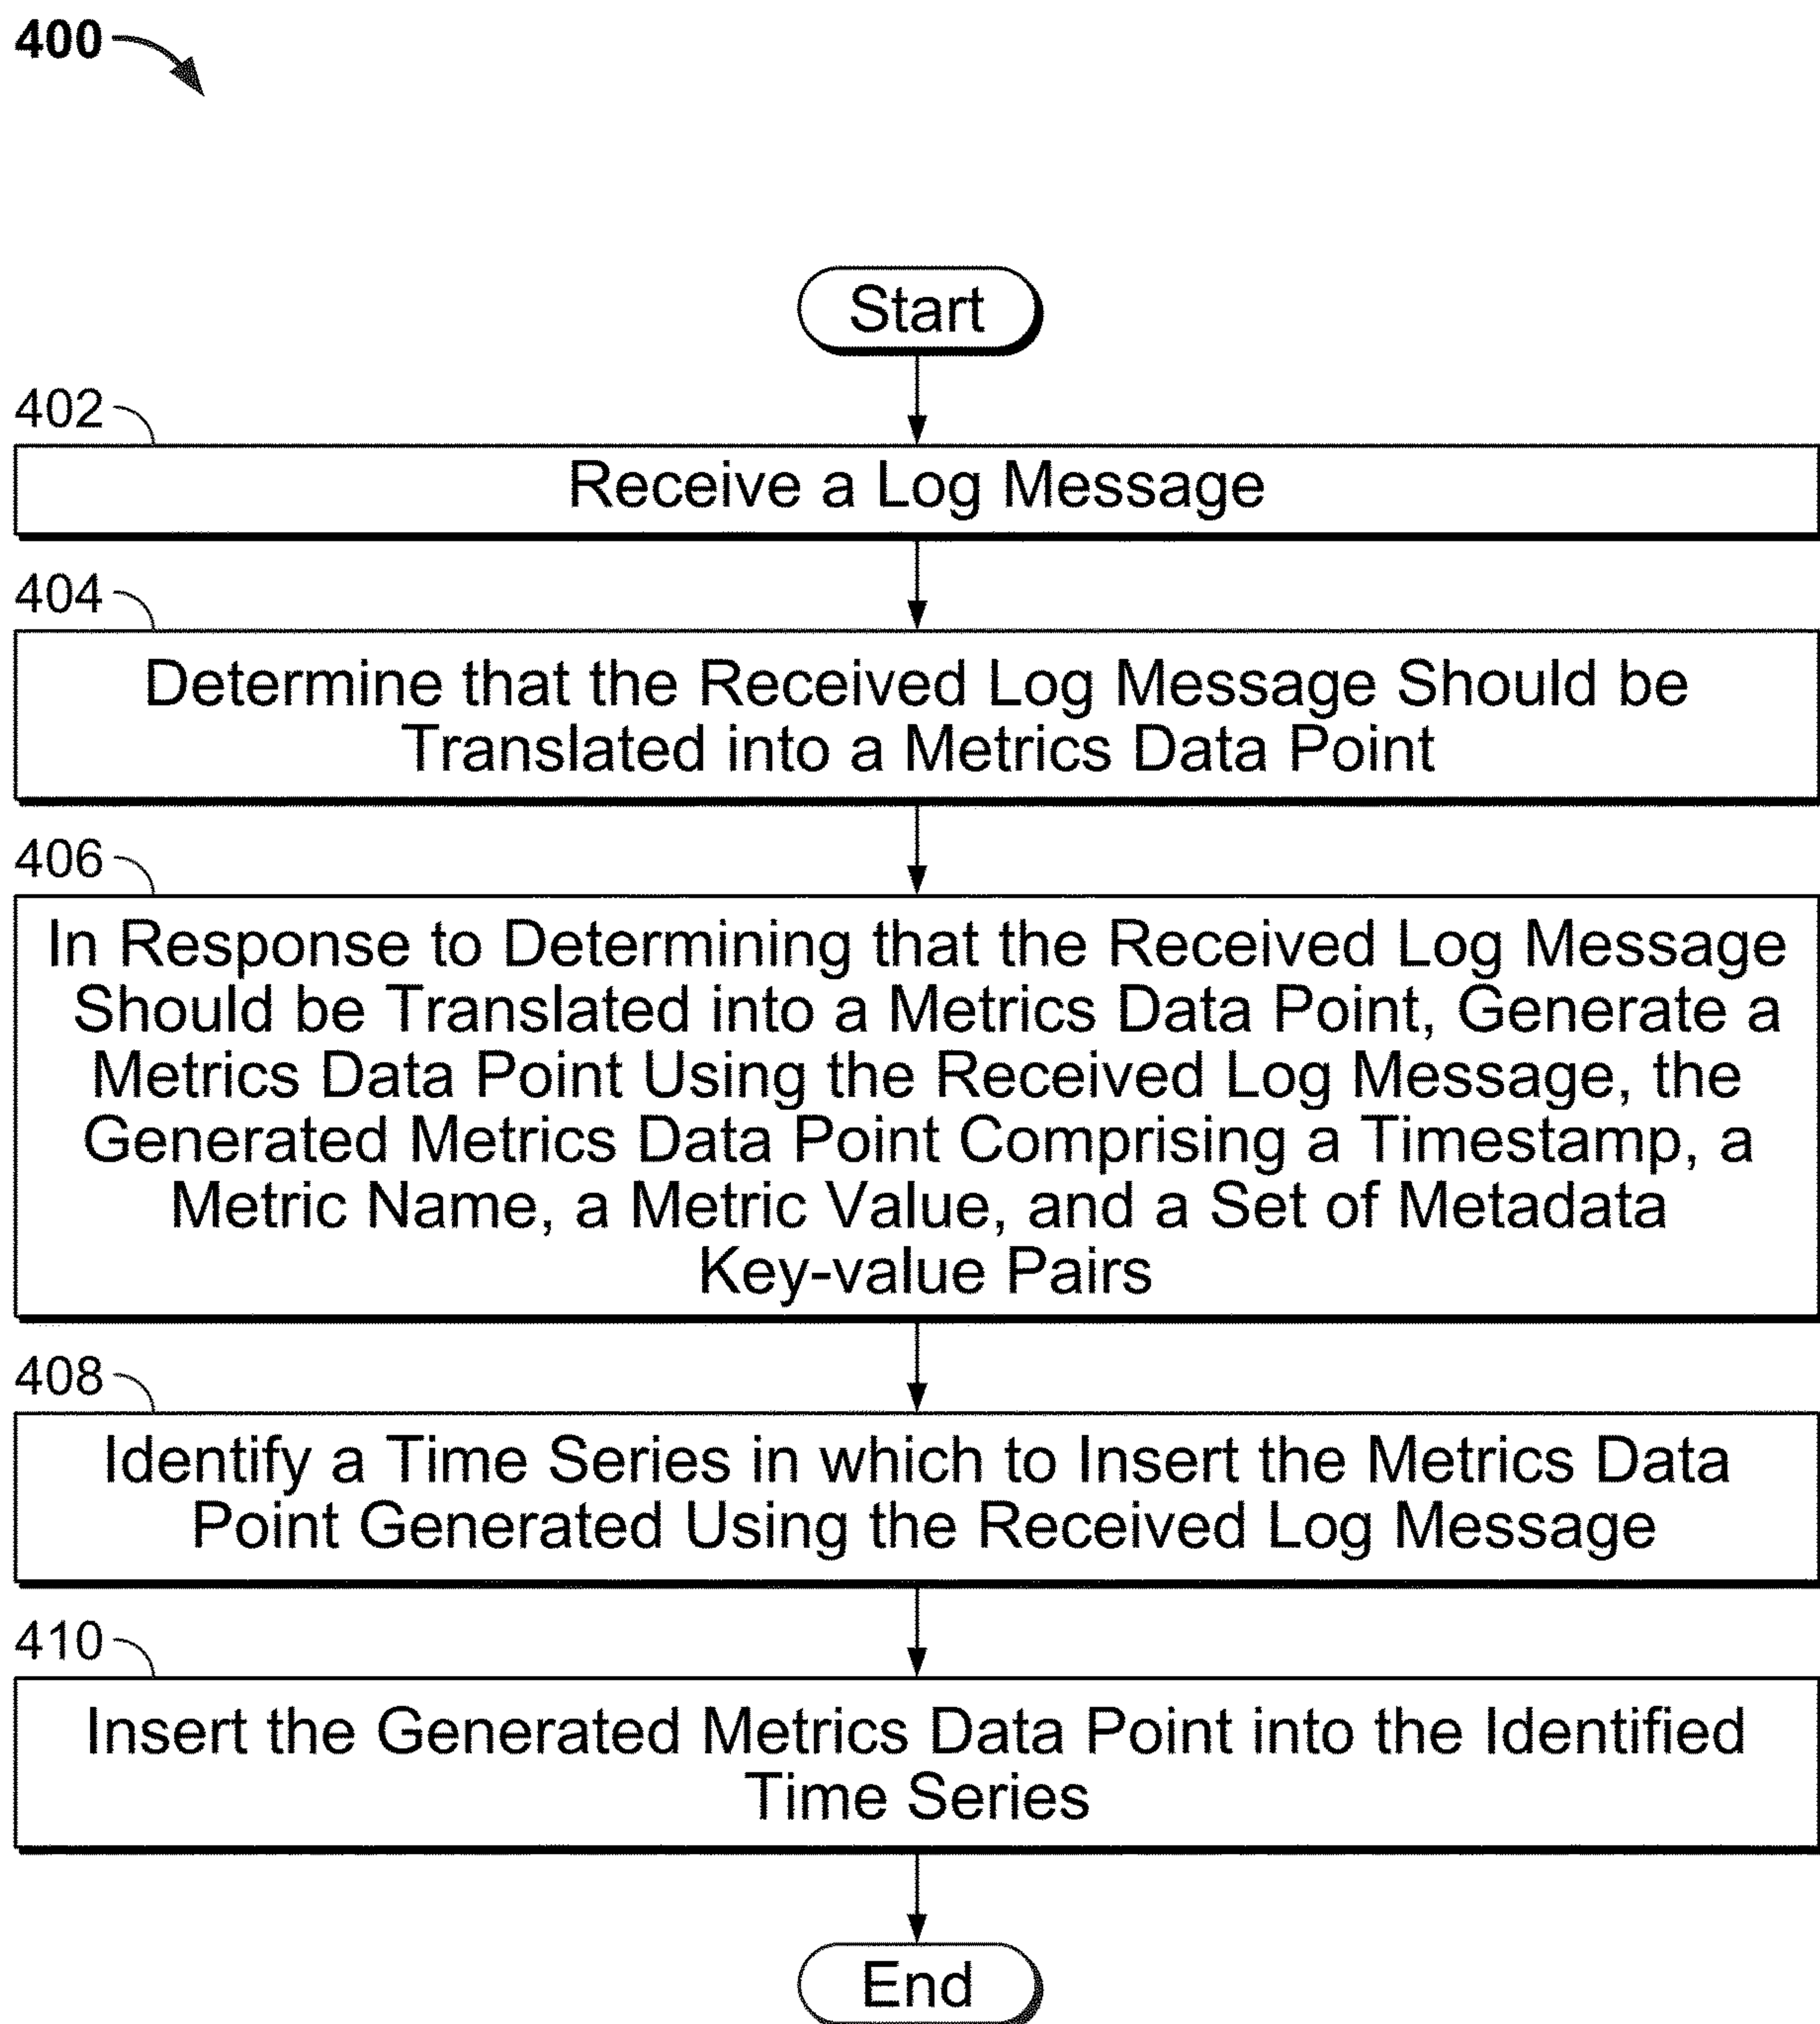 400
Start
402
Receive a Log Message
404
Determine that the Received Log Message Should be
Translated into a Metrics Data Point
406
In Response to Determining that the Received Log Message
Should be Translated into a Metrics Data Point, Generate a
Metrics Data Point Using the Received Log Message, the
Generated Metrics Data Point Comprising a Timestamp, a
Metric Name, a Metric Value, and a Set of Metadata
Key-value Pairs
408
Identify a Time Series in which to Insert the Metrics Data
Point Generated Using the Received Log Message
410
Insert the Generated Metrics Data Point into the Identified
Time Series
End